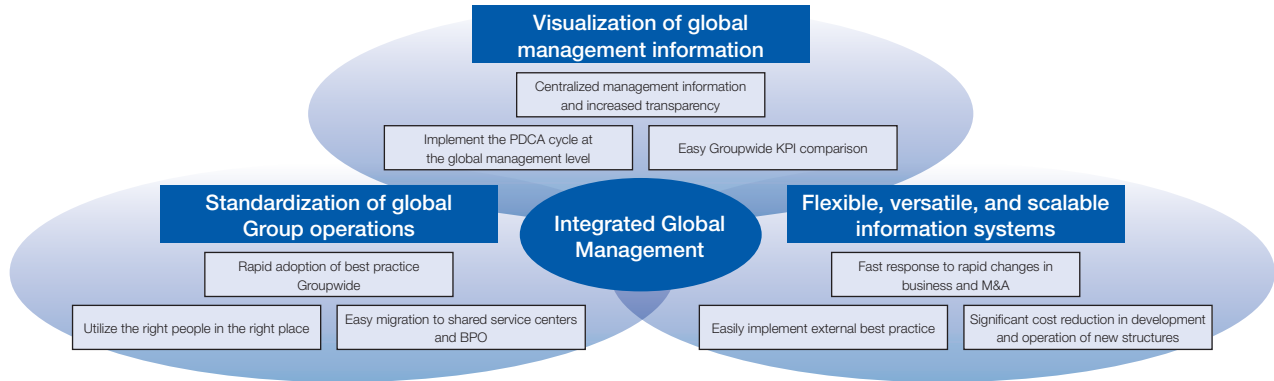 Visualization of global
management information
Centralized management information
and increased transparency
Implement the PDCA cycle at
the global management level
Easy Groupwide KPI comparison
Standardization of global
Group operations
Integrated Global
Management
Flexible, versatile, and scalable
information systems
Rapid adoption of best practice
Groupwide
Utilize the right people in the right place
Easy migration to shared service centers
and BPO
Fast response to rapid changes in
business and M&A
Easily implement external best practice
Significant cost reduction in development
and operation of new structures